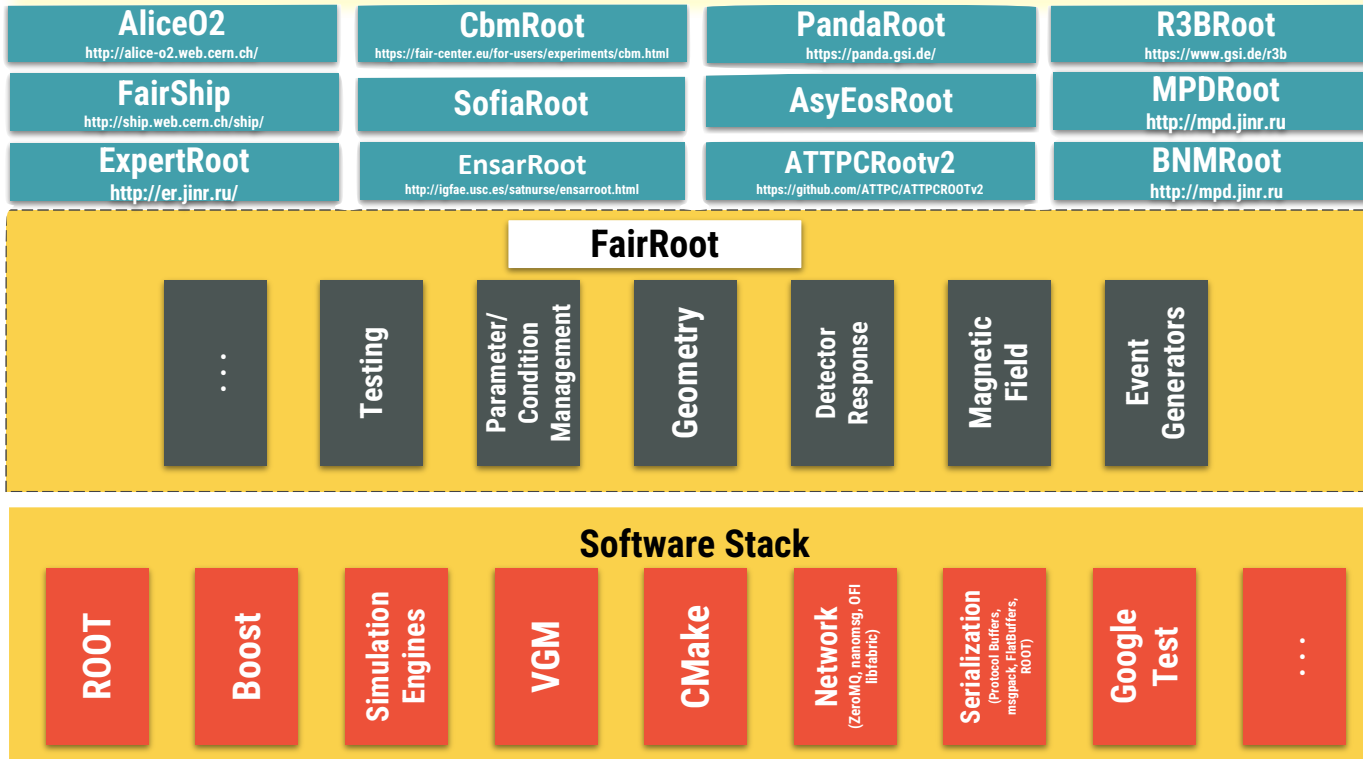 AliceO2
http://alice-o2.web.cern.ch/
CbmRoot
https://fair-center.eu/for-users/experiments/cbm.html
PandaRoot
https://panda.gsi.de/
R3BRoot
https://www.gsi.de/r3b
FairShip
http://ship.web.cern.ch/ship/
SofiaRoot
AsyEosRoot
MPDRoot
http://mpd.jinr.ru
ExpertRoot
http://er.jinr.ru/
EnsarRoot
http://igfae.usc.es/satnurse/ensarroot.html
ATTPCRootv2
https://github.com/ATTPC/ATTPCROOTv2
BNMRoot
http://mpd.jinr.ru
FairRoot
...
Testing
Parameter/
Condition
Management
Geometry
Detector
Response
Magnetic
Field
Event
Generators
Software Stack
ROOT
Boost
Simulation
Engines
VGM
CMake
Network
(ZeroMQ, nanomsg, OFI
libfabric)
Serialization
(Protocol Buffers,
msgpack, FlatBuffers,
ROOT)
Google
Test
...